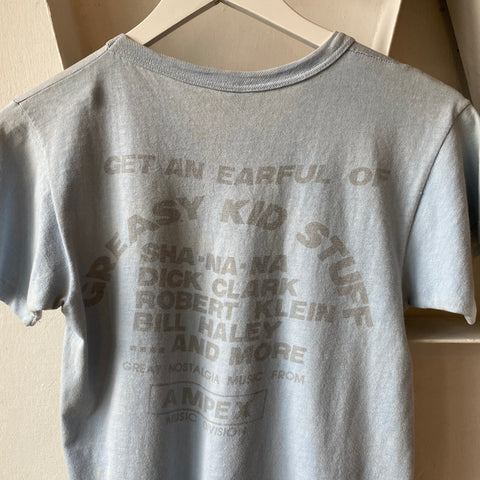 GET AN EARFUL OF
GREASY KID STUFF
SHA-NA-NA
DICK CLARK
ROBERT KLEIN
BILL HALEY
.... AND MORE
GREAT NOSTALGIA MUSIC FROM
AMPEX
MUSIC DIVISION